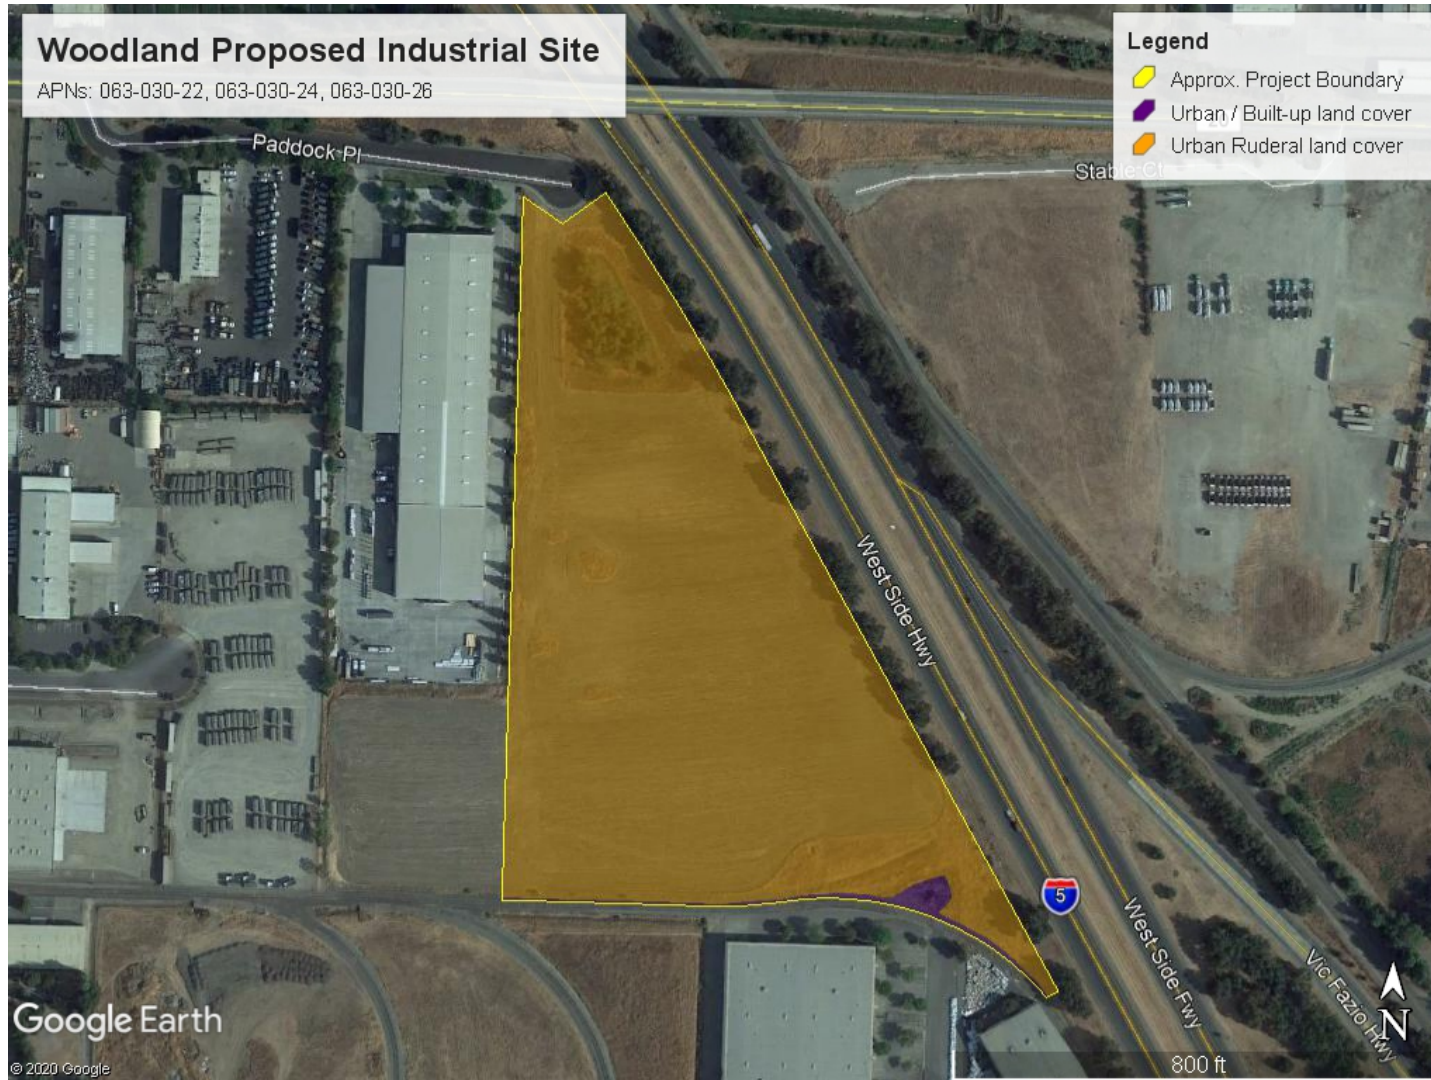 Woodland Proposed Industrial Site
APNs: 063-030-22, 063-030-24, 063-030-26
Legend
Approx. Project Boundary
Urban / Built-up land cover
Urban Ruderal land cover
Paddock Pl
Stable Ct
West Side Hwy
5
West Side Fwy
Vic Fazio Hwy
N
Google Earth
800 ft
© 2020 Google